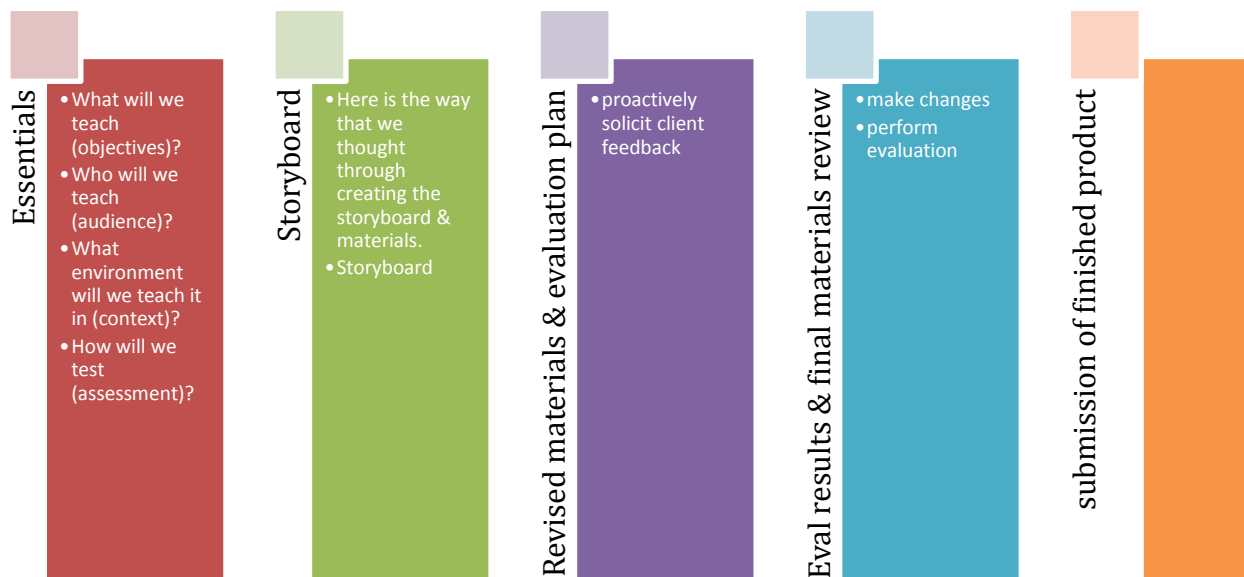 Essentials
• What will we
teach
(objectives)?
• Who will we
teach
(audience)?
• What
environment
will we teach it
in (context)?
• How will we
test
(assessment)?
Storyboard
• Here is the way
that we
thought
through
creating the
storyboard &
materials.
• Storyboard
Revised materials & evaluation plan
• proactively
solicit client
feedback
Eval results & final materials review
• make changes
• perform
evaluation
submission of finished product